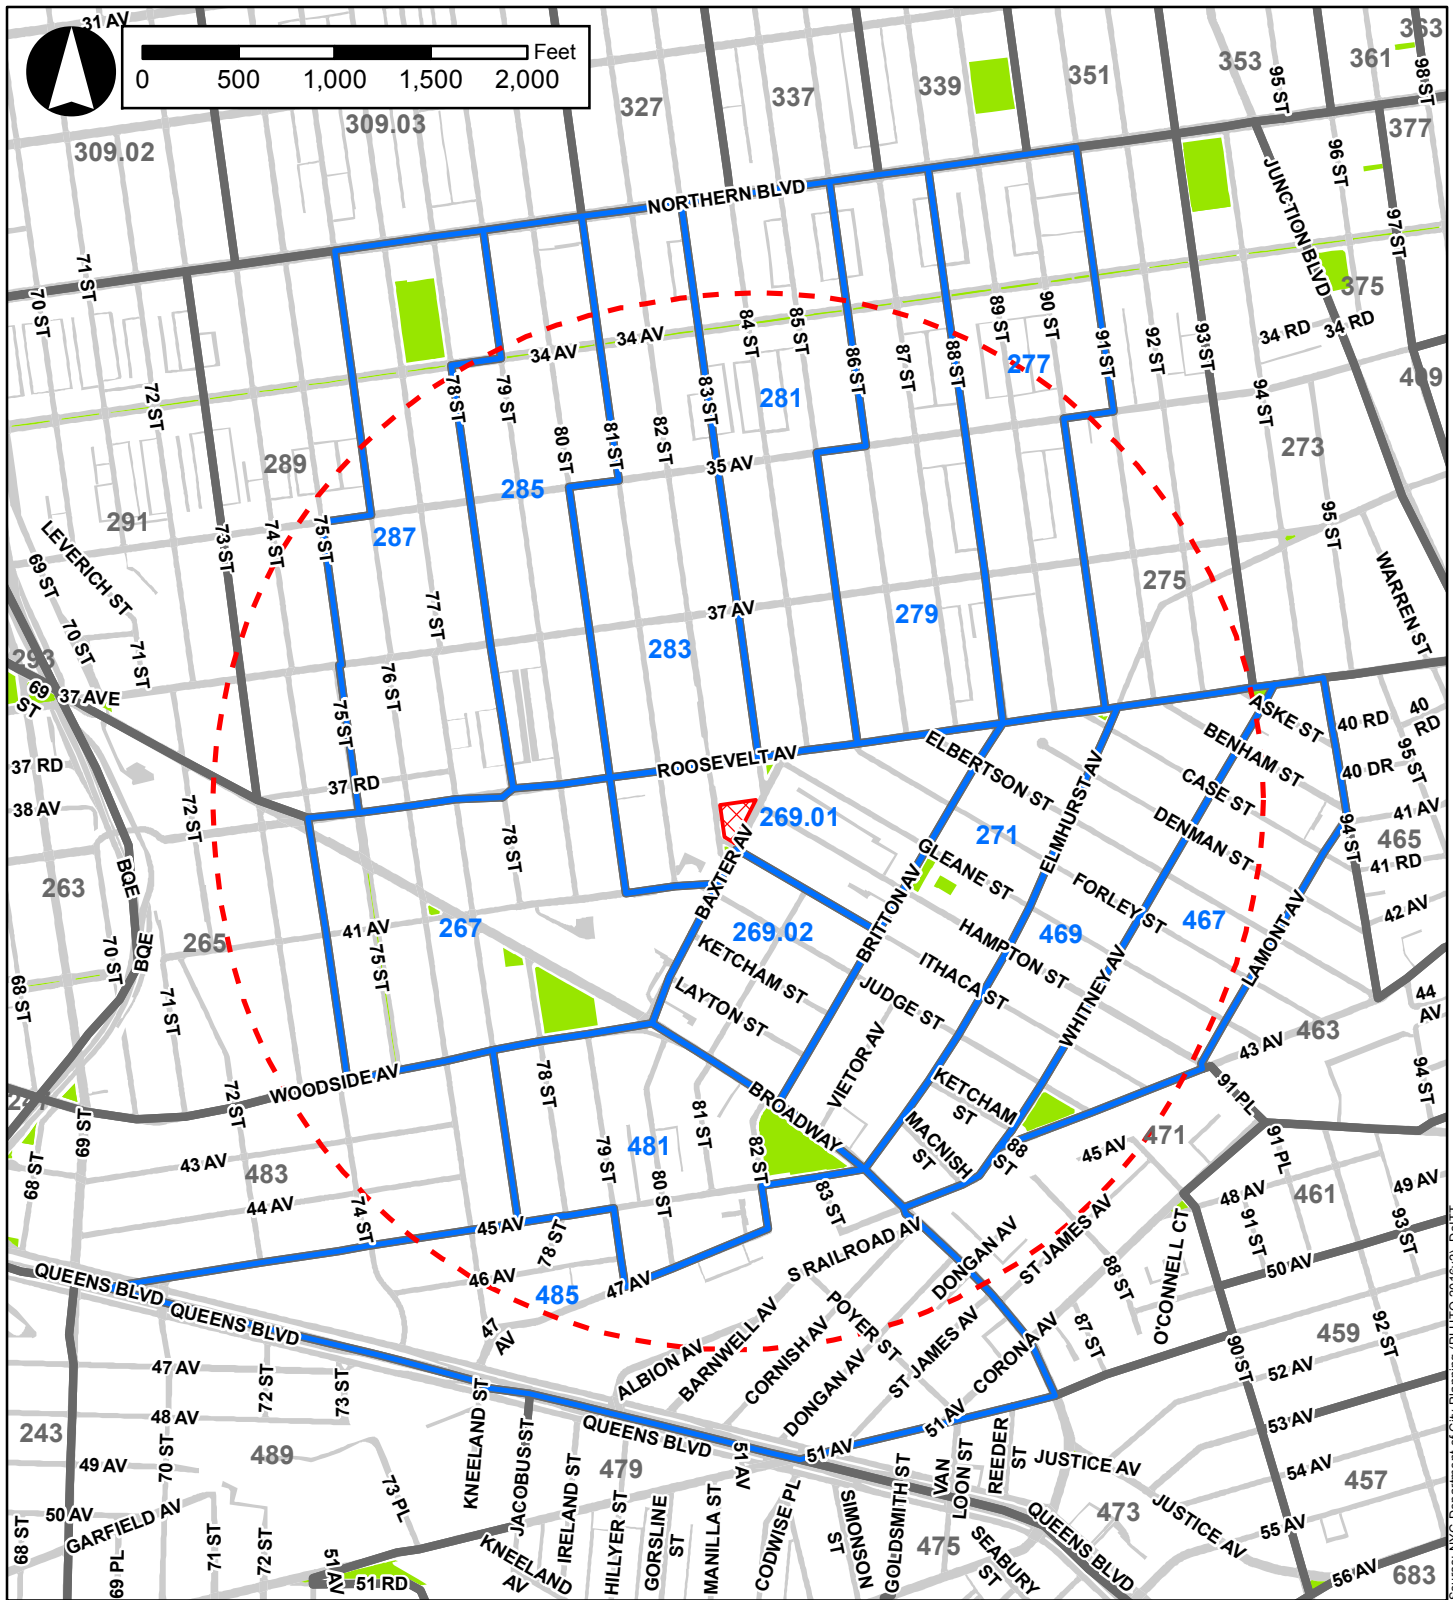 31 AV
Feet
0 500 1,000 1,500 2,000
309.02
309.03
327
337
339
351
353
361
363
377
95 ST
98 ST
96 ST
97 ST
JUNCTION BLVD
NORTHERN BLVD
70 ST
71 ST
375
34 RD
34 RD
409
34 AV
34 AV
84 ST
85 ST
86 ST
87 ST
88 ST
89 ST
90 ST
277
91 ST
92 ST
93 ST
94 ST
273
72 ST
78 ST
79 ST
80 ST
81 ST
82 ST
83 ST
281
289
291
285
35 AV
287
73 ST
74 ST
75 ST
95 ST
LEVERICH ST
69 ST
70 ST
71 ST
275
WARREN ST
77 ST
37 AV
279
283
293
69 ST
37 AVE
76 ST
75 ST
ROOSEVELT AV
ASKE ST
BENHAM ST
CASE ST
DENMAN ST
40 RD
40 RD
40 DR
95 ST
41 AV
465
41 RD
42 AV
94 ST
37 RD
38 AV
72 ST
37 RD
78 ST
BQE
263
265
70 ST
BQE
71 ST
68 ST
41 AV
75 ST
267
269.01
BAXTER AV
269.02
ELBERTSON ST
271
GLEANE ST
ELMHURST AV
FORLEY ST
467
LAMONT AV
BRITTON AV
HAMPTON ST
469
ITHACA ST
JUDGE ST
WHITNEY AV
KETCHAM ST
LAYTON ST
VIETOR AV
KETCHAM ST
MACNISH ST
88 ST
43 AV
463
44 AV
94 ST
91 PL
91 PL
471
45 AV
WOODSIDE AV
BROADWAY
241
72 ST
69 ST
68 ST
43 AV
483
44 AV
74 ST
78 ST
79 ST
481
80 ST
81 ST
82 ST
83 ST
45 AV
78 ST
46 AV
485
47 AV
47 AV
S RAILROAD AV
DONGAN AV
ST JAMES AV
88 ST
O'CONNELL CT
48 AV
461
49 AV
91 ST
50 AV
93 ST
QUEENS BLVD
QUEENS BLVD
ALBION AV
BARNWELL AV
CORNISH AV
POYER ST
DONGAN AV
ST JAMES AV
CORONA AV
87 ST
90 ST
459
92 ST
52 AV
53 AV
54 AV
457
55 AV
56 AV
683
47 AV
72 ST
73 ST
48 AV
243
70 ST
489
49 AV
50 AV
GARFIELD AV
68 ST
69 PL
71 ST
72 ST
73 PL
51 AV
51 RD
KNEELAND ST
JACOBUS ST
KNEELAND AV
IRELAND ST
HILLYER ST
479
GORSLINE ST
MANILLA ST
QUEENS BLVD
51 AV
CODWISE PL
51 AV
SIMONSON ST
GOLDSMITH ST
51 AV
VAN LOON ST
REEDER ST
475
SEABURY ST
JUSTICE AV
473
JUSTICE AV
QUEENS BLVD